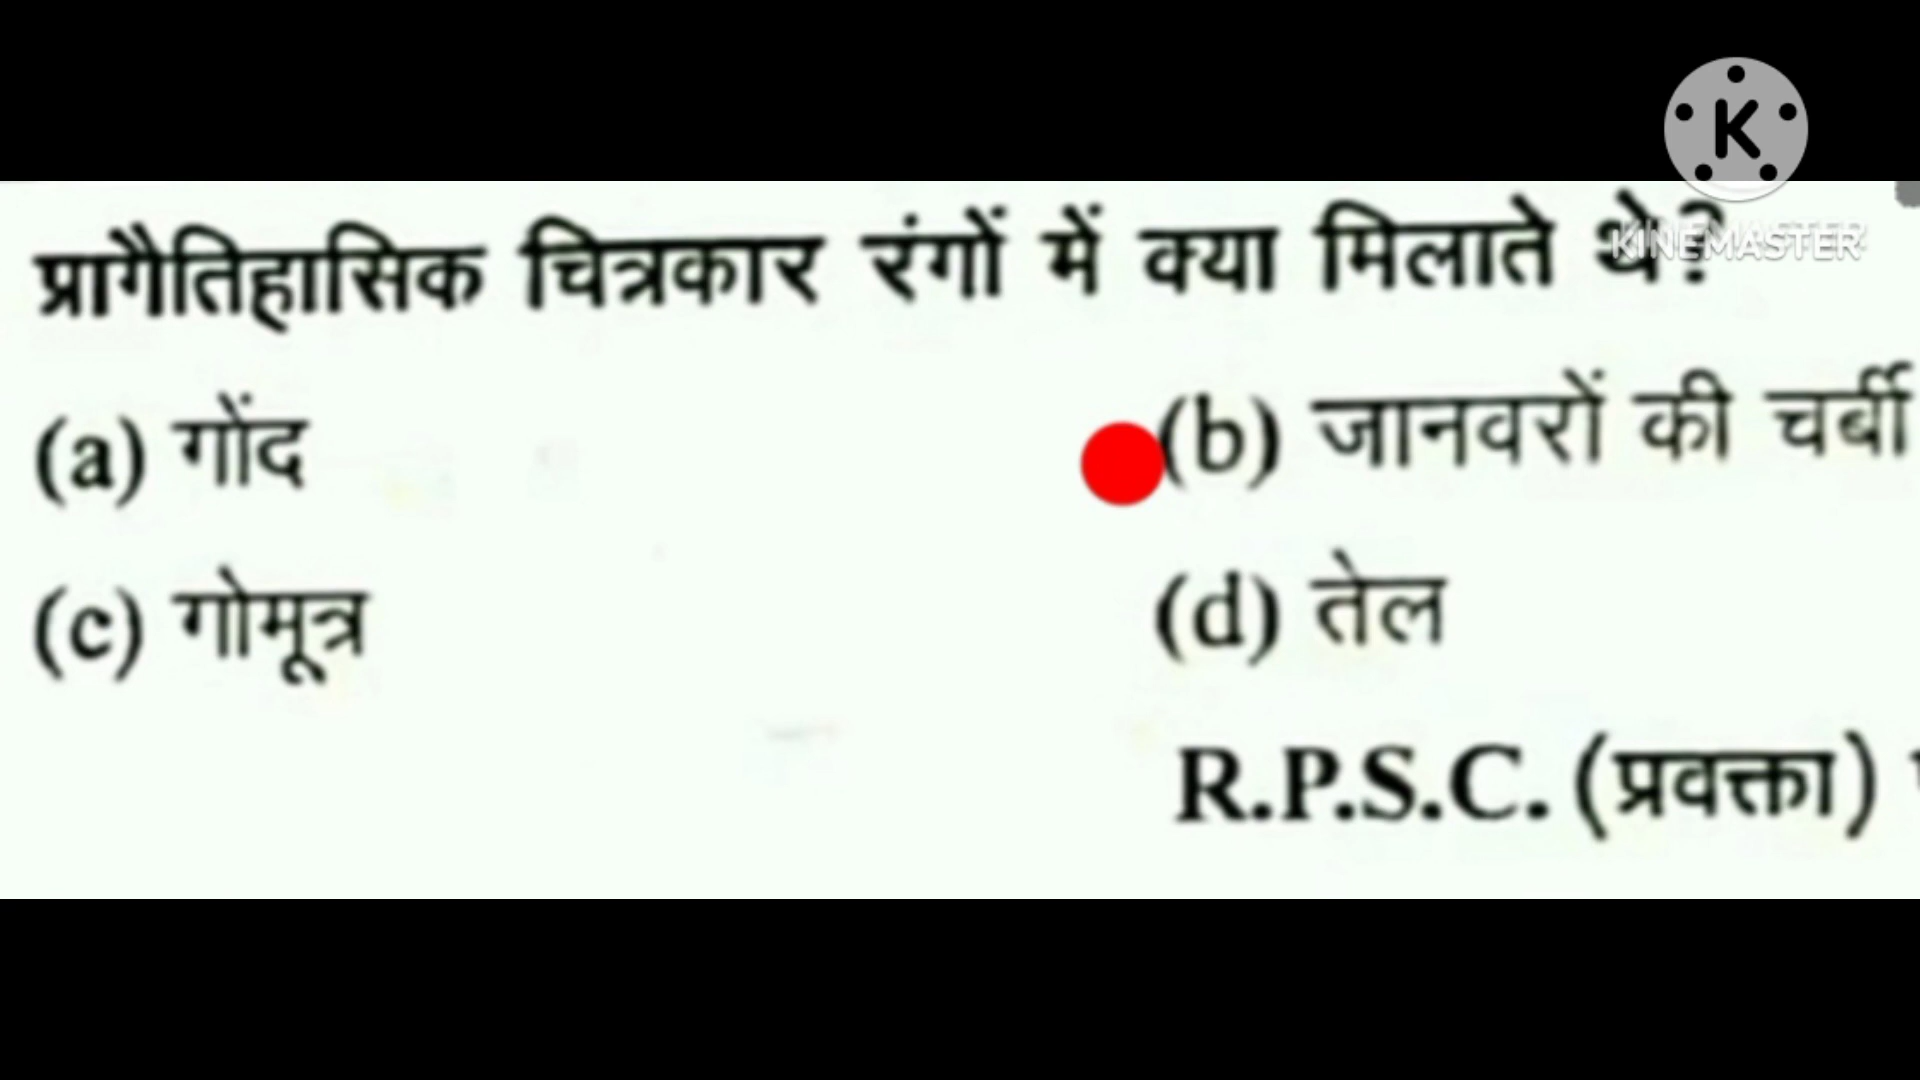 K
KINEMASTER
प्रागैतिहासिक चित्रकार रंगों में क्या मिलाते थे?
(a) गोंद (b) जानवरों की चर्बी
(c) गोमूत्र (d) तेल
R.P.S.C. (प्रवक्ता)